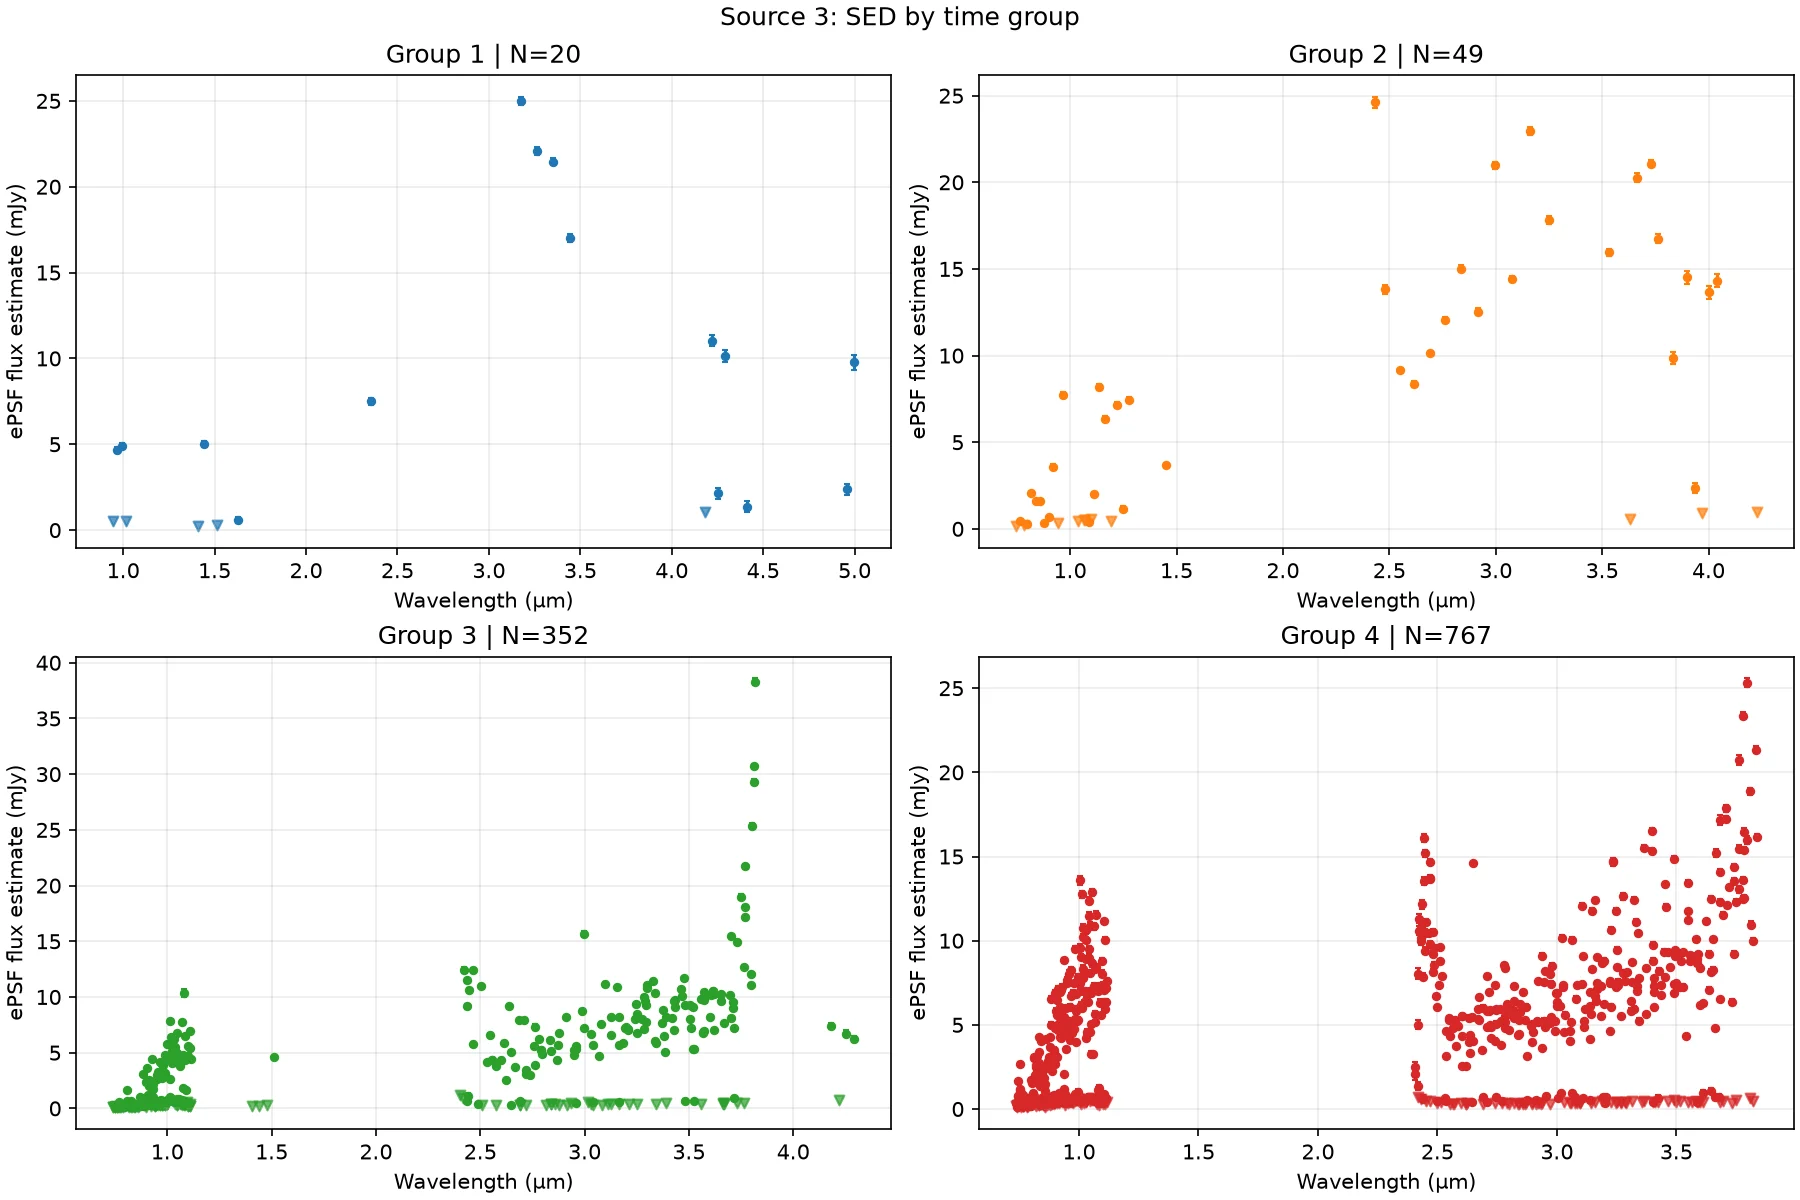 Source 3: SED by time group
Group 1 | N=20
ePSF flux estimate (mJy)
25
20
15
10
5
0
1.0 1.5 2.0 2.5 3.0 3.5 4.0 4.5 5.0
Wavelength (μm)
Group 2 | N=49
ePSF flux estimate (mJy)
25
20
15
10
5
0
1.0 1.5 2.0 2.5 3.0 3.5 4.0
Wavelength (μm)
Group 3 | N=352
ePSF flux estimate (mJy)
40
35
30
25
20
15
10
5
0
1.0 1.5 2.0 2.5 3.0 3.5 4.0
Wavelength (μm)
Group 4 | N=767
ePSF flux estimate (mJy)
25
20
15
10
5
0
1.0 1.5 2.0 2.5 3.0 3.5
Wavelength (μm)